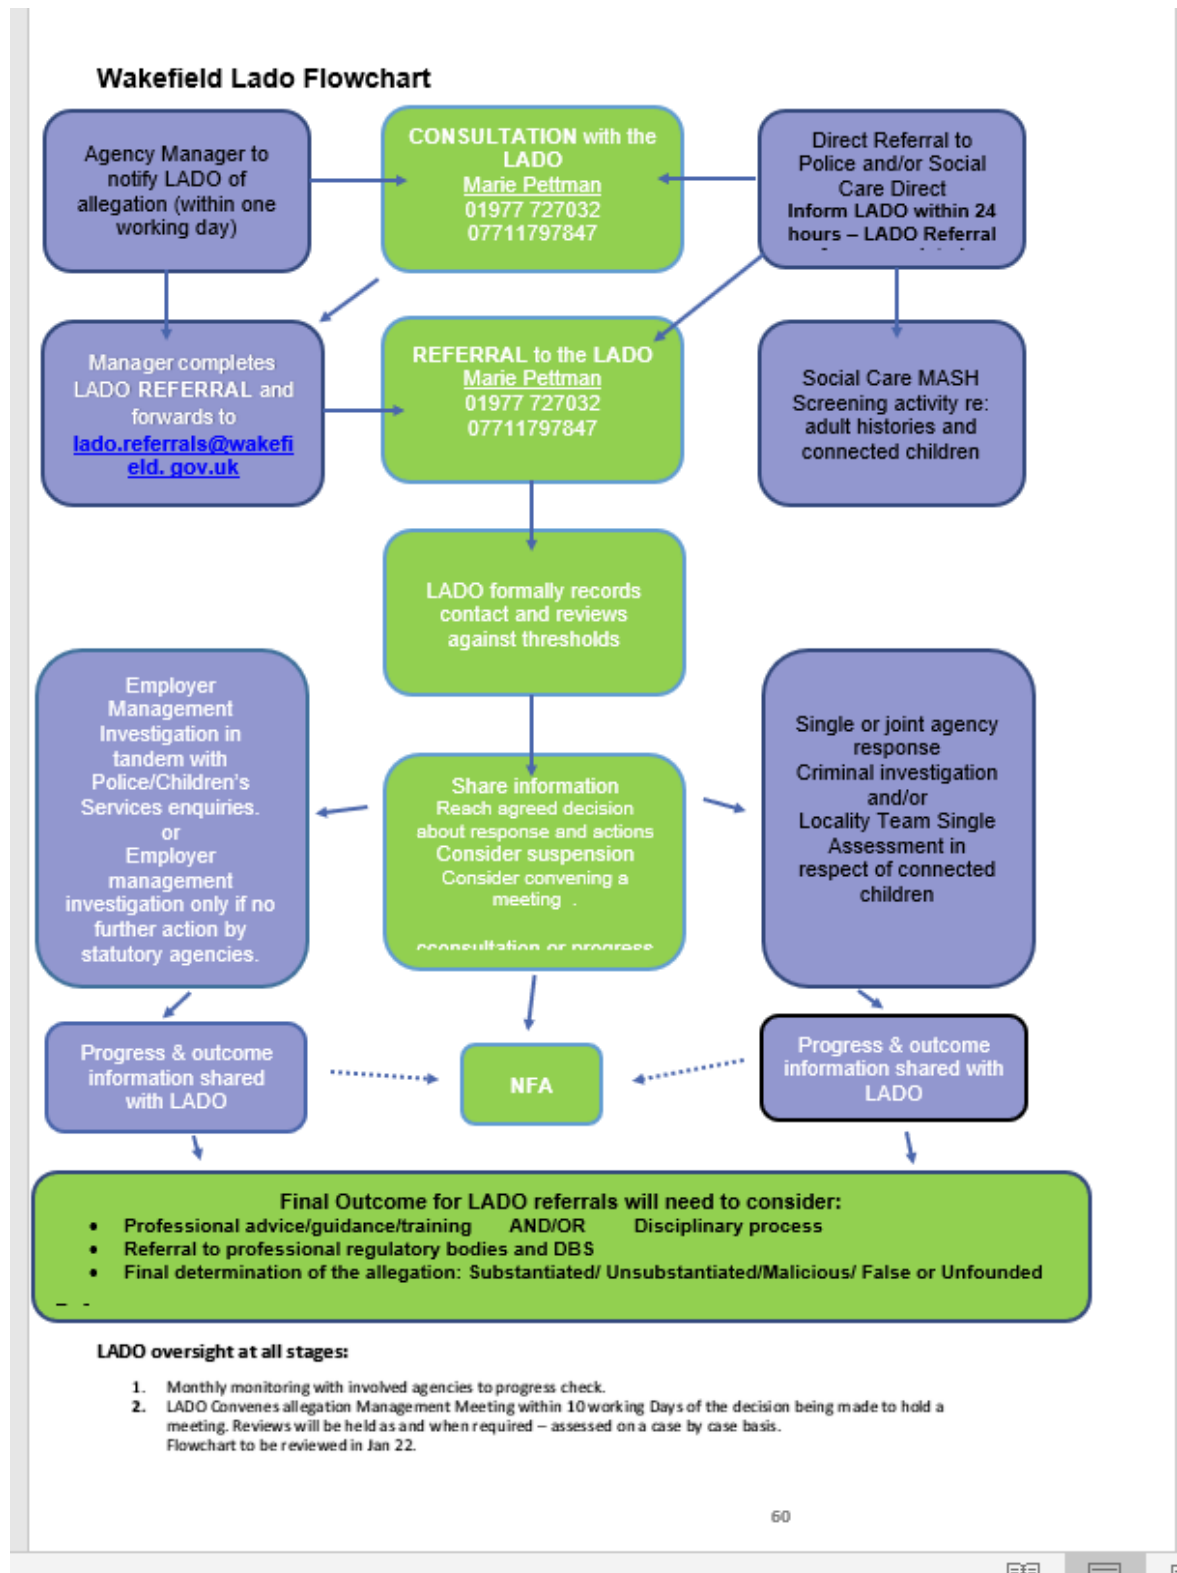 Wakefield Lado Flowchart
Agency Manager to
notify LADO of
allegation (within one
working day)
CONSULTATION with the
LADO
Marie Pettman
01977 727032
07711797847
Direct Referral to
Police and/or Social
Care Direct
Inform LADO within 24
hours – LADO Referral
Manager completes
LADO REFERRAL and
forwards to
lado.referrals@wakefi
eld. gov.uk
REFERRAL to the LADO
Marie Pettman
01977 727032
07711797847
Social Care MASH
Screening activity re:
adult histories and
connected children
LADO formally records
contact and reviews
against thresholds
Employer
Management
Investigation in
tandem with
Police/Children's
Services enquiries.
or
Employer
management
investigation only if no
further action by
statutory agencies.
Share information
Reach agreed decision
about response and actions
Consider suspension
Consider convening a
meeting .
cconsultation or progress
Single or joint agency
response
Criminal investigation
and/or
Locality Team Single
Assessment in
respect of connected
children
Progress & outcome
information shared
with LADO
NFA
Progress & outcome
information shared with
LADO
Final Outcome for LADO referrals will need to consider:
• Professional advice/guidance/training AND/OR Disciplinary process
• Referral to professional regulatory bodies and DBS
• Final determination of the allegation: Substantiated/ Unsubstantiated/Malicious/ False or Unfounded
LADO oversight at all stages:
1. Monthly monitoring with involved agencies to progress check.
2. LADO Convenes allegation Management Meeting within 10 working Days of the decision being made to hold a
meeting. Reviews will be held as and when required – assessed on a case by case basis.
Flowchart to be reviewed in Jan 22.
60